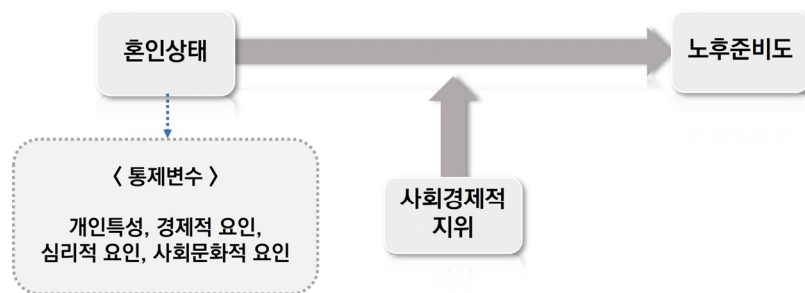 혼인상태
노후준비도
< 통제변수 >
개인특성, 경제적 요인,
심리적 요인, 사회문화적 요인
사회경제적
지위